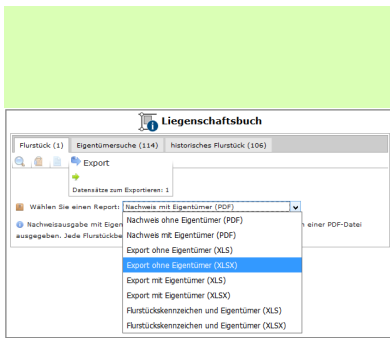 Liegenschaftsbuch
Flurstück (1) Eigentümersuche (114) historisches Flurstück (106)
Export
Datensätze zum Exportieren: 1
Wählen Sie einen Report: Nachweis mit Eigentümer (PDF)
Nachweis ohne Eigentümer (PDF)
Nachweisausgabe mit Eigen einer PDF-Datei
Nachweis mit Eigentümer (PDF)
ausgegeben. Jede Flurstückbe
Export ohne Eigentümer (XLS)
Export ohne Eigentümer (XLSX)
Export mit Eigentümer (XLS)
Export mit Eigentümer (XLSX)
Flurstückskennzeichen und Eigentümer (XLS)
Flurstückskennzeichen und Eigentümer (XLSX)